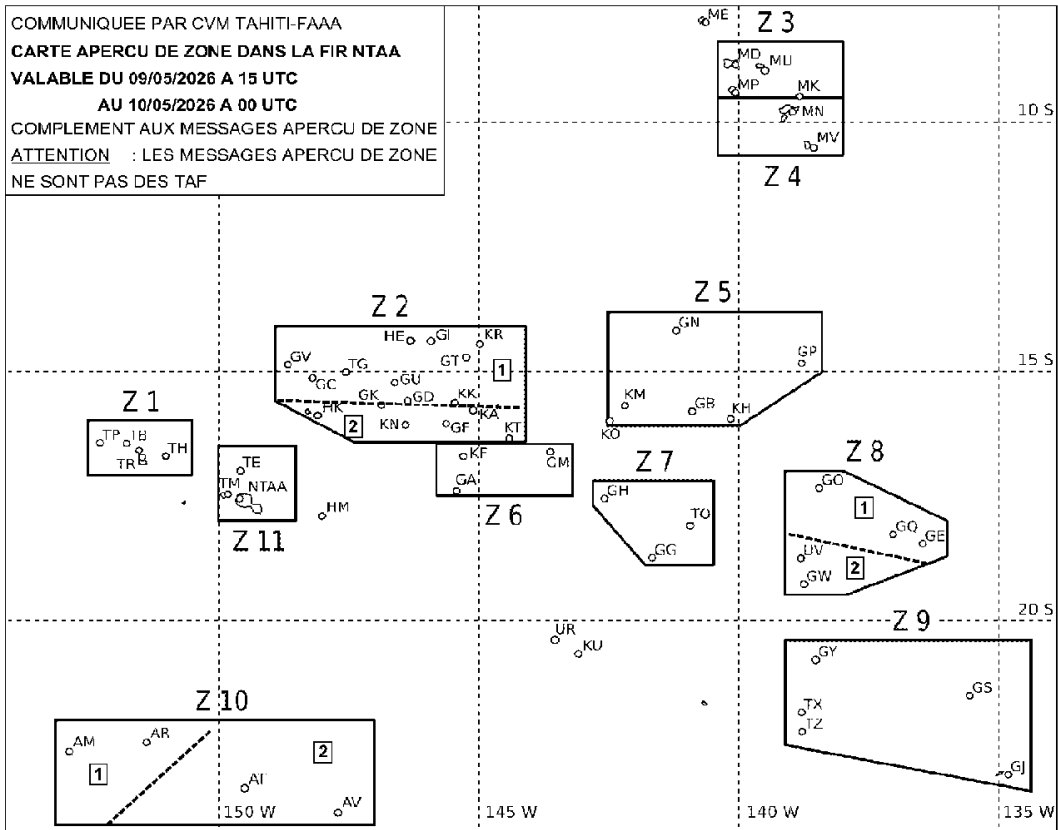 COMMUNIQUEE PAR CVM TAHITI-FAAA
CARTE APERCU DE ZONE DANS LA FIR NTAA
VALABLE DU 09/05/2026 A 15 UTC
AU 10/05/2026 A 00 UTC
COMPLEMENT AUX MESSAGES APERCU DE ZONE
ATTENTION : LES MESSAGES APERCU DE ZONE
NE SONT PAS DES TAF
ME
Z 3
MD
MU
MP
MK
MN
10 S
MV
Z 4
Z 2
Z 5
HE
GI
KR
GN
GV
TG
GT
1
GP
15 S
GC
GU
GK
GD
KK
KM
GB
HK
KA
KH
2
KN
GF
KT
KO
Z 1
TP
TB
TR
TH
KF
GM
Z 7
Z 8
TE
TM
NTAA
GA
GH
GO
HM
Z 6
TO
1
GQ
GE
Z 11
GG
UV
2
GW
20 S
UR
KU
Z 9
GY
GS
TX
TZ
Z 10
AM
AR
2
1
AT
GJ
AV
150 W
145 W
140 W
135 W